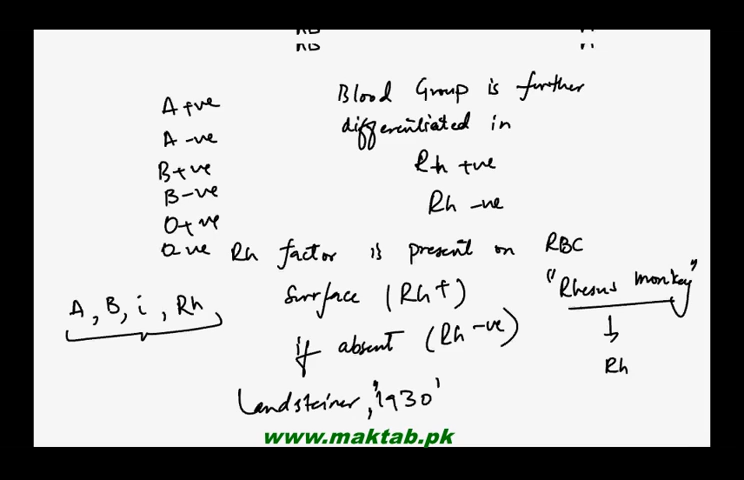 AB
A+ve
A -ve
B+ve
B-ve
O+ve
O-ve
Blood Group is further
differentiated in
Rh +ve
Rh -ve
Rh factor is present on RBC
surface (Rh+)
if absent (Rh -ve)
Landsteiner, "1930'
A, B, i, Rh
"Rhesus monkey"
Rh
www.maktab.pk